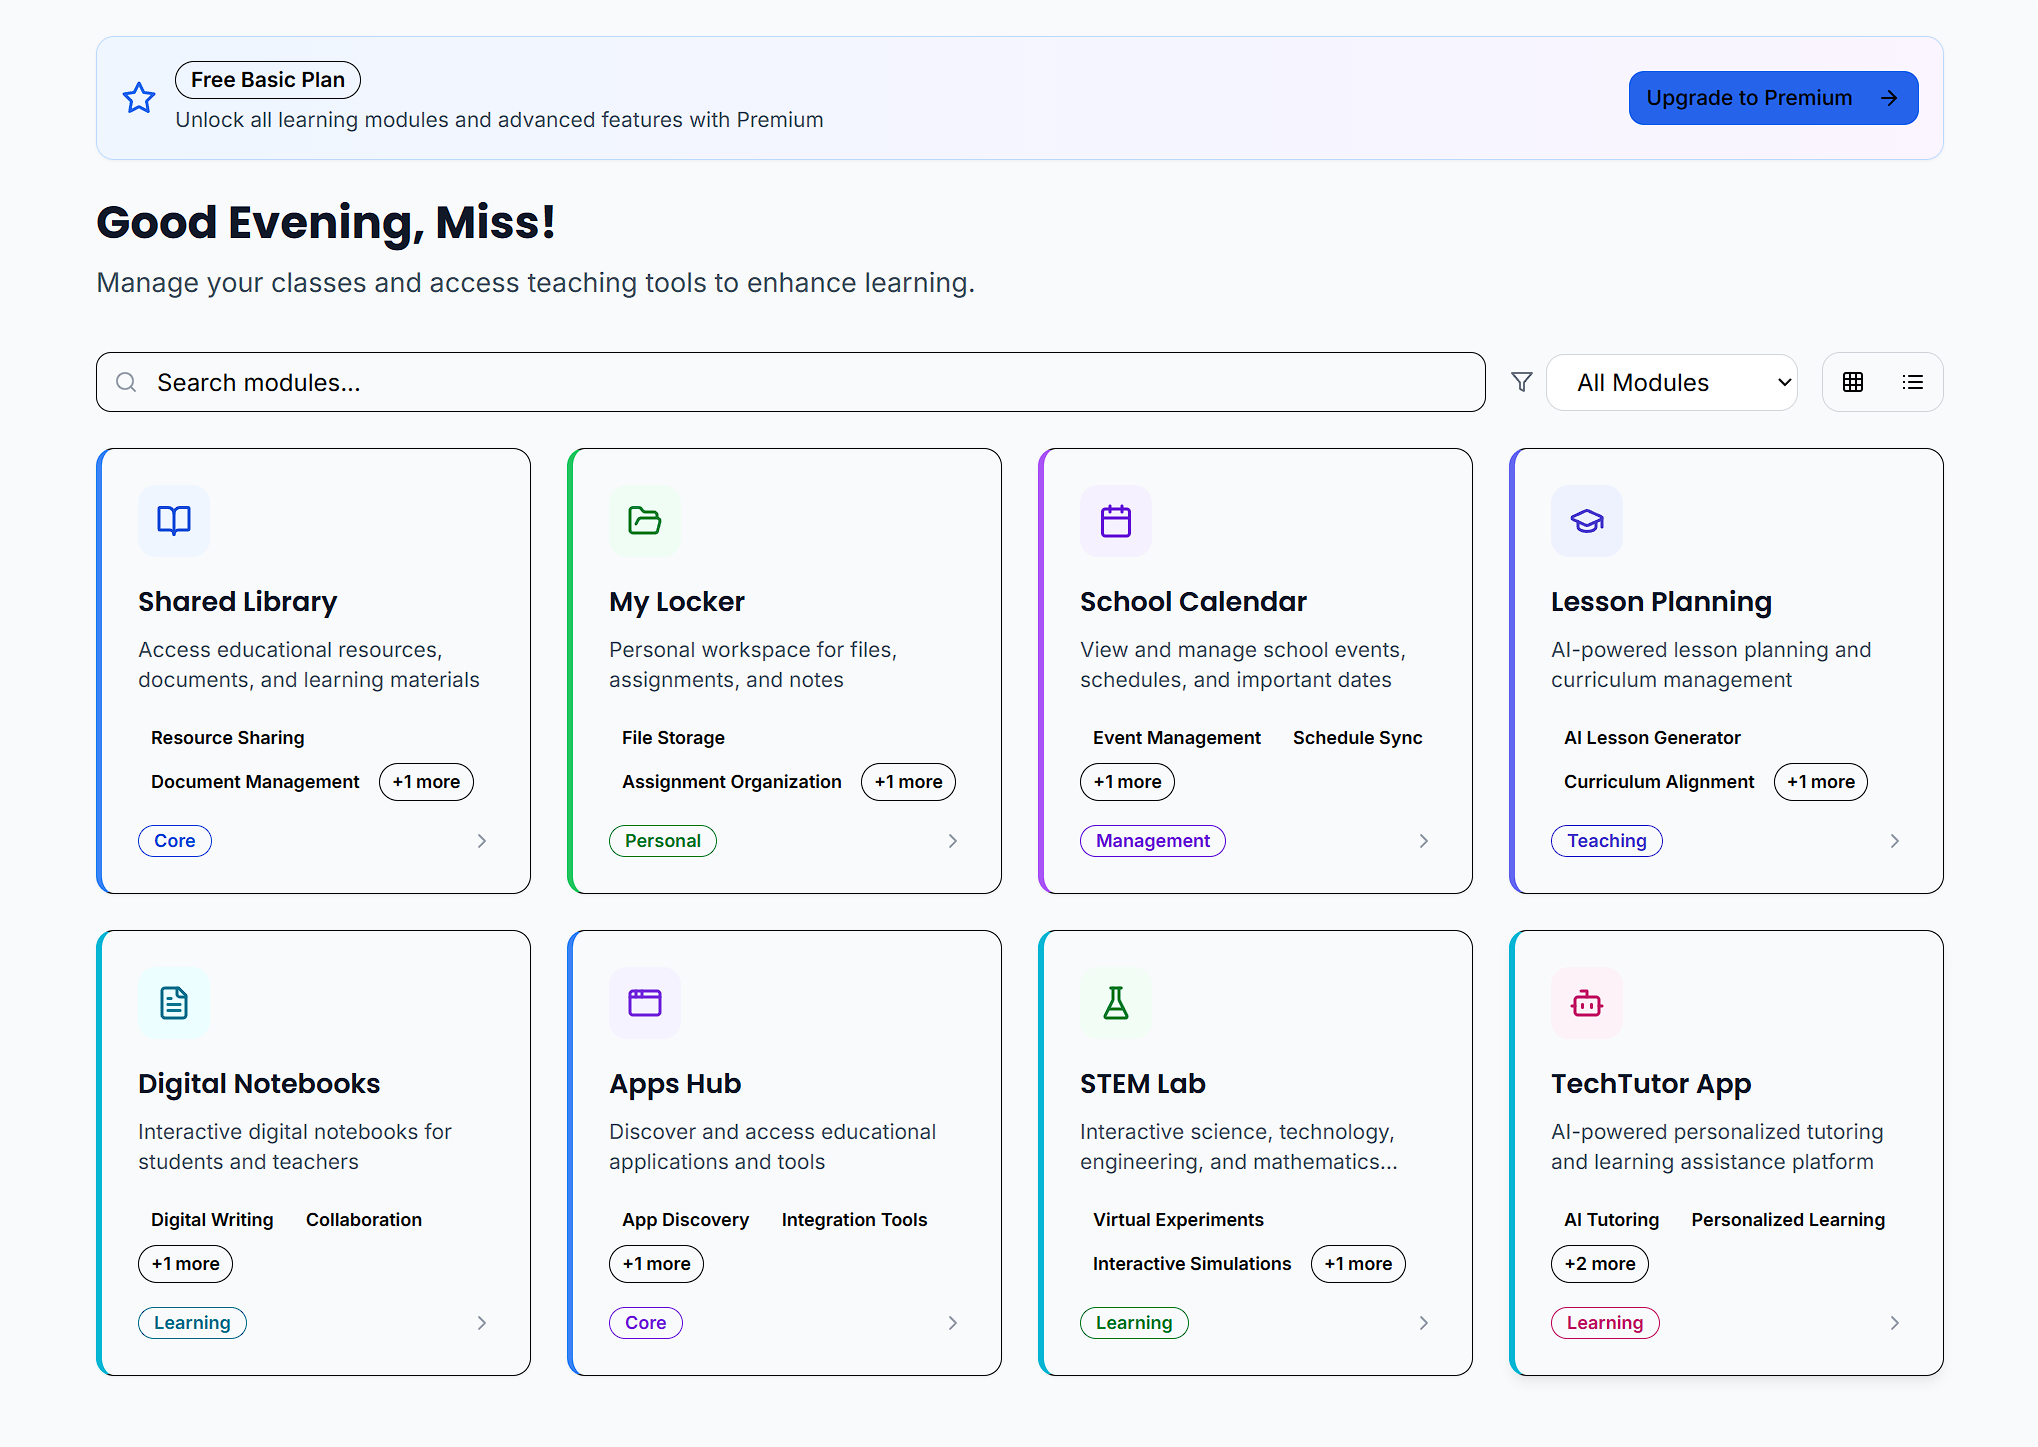 Free Basic Plan
Unlock all learning modules and advanced features with Premium
Upgrade to Premium
Good Evening, Miss!
Manage your classes and access teaching tools to enhance learning.
Search modules...
All Modules
Shared Library
Access educational resources,
documents, and learning materials
Resource Sharing
Document Management
+1 more
Core
My Locker
Personal workspace for files,
assignments, and notes
File Storage
Assignment Organization
+1 more
Personal
School Calendar
View and manage school events,
schedules, and important dates
Event Management
Schedule Sync
+1 more
Management
Lesson Planning
AI-powered lesson planning and
curriculum management
AI Lesson Generator
Curriculum Alignment
+1 more
Teaching
Digital Notebooks
Interactive digital notebooks for
students and teachers
Digital Writing
Collaboration
+1 more
Learning
Apps Hub
Discover and access educational
applications and tools
App Discovery
Integration Tools
+1 more
Core
STEM Lab
Interactive science, technology,
engineering, and mathematics...
Virtual Experiments
Interactive Simulations
+1 more
Learning
TechTutor App
AI-powered personalized tutoring
and learning assistance platform
AI Tutoring
Personalized Learning
+2 more
Learning